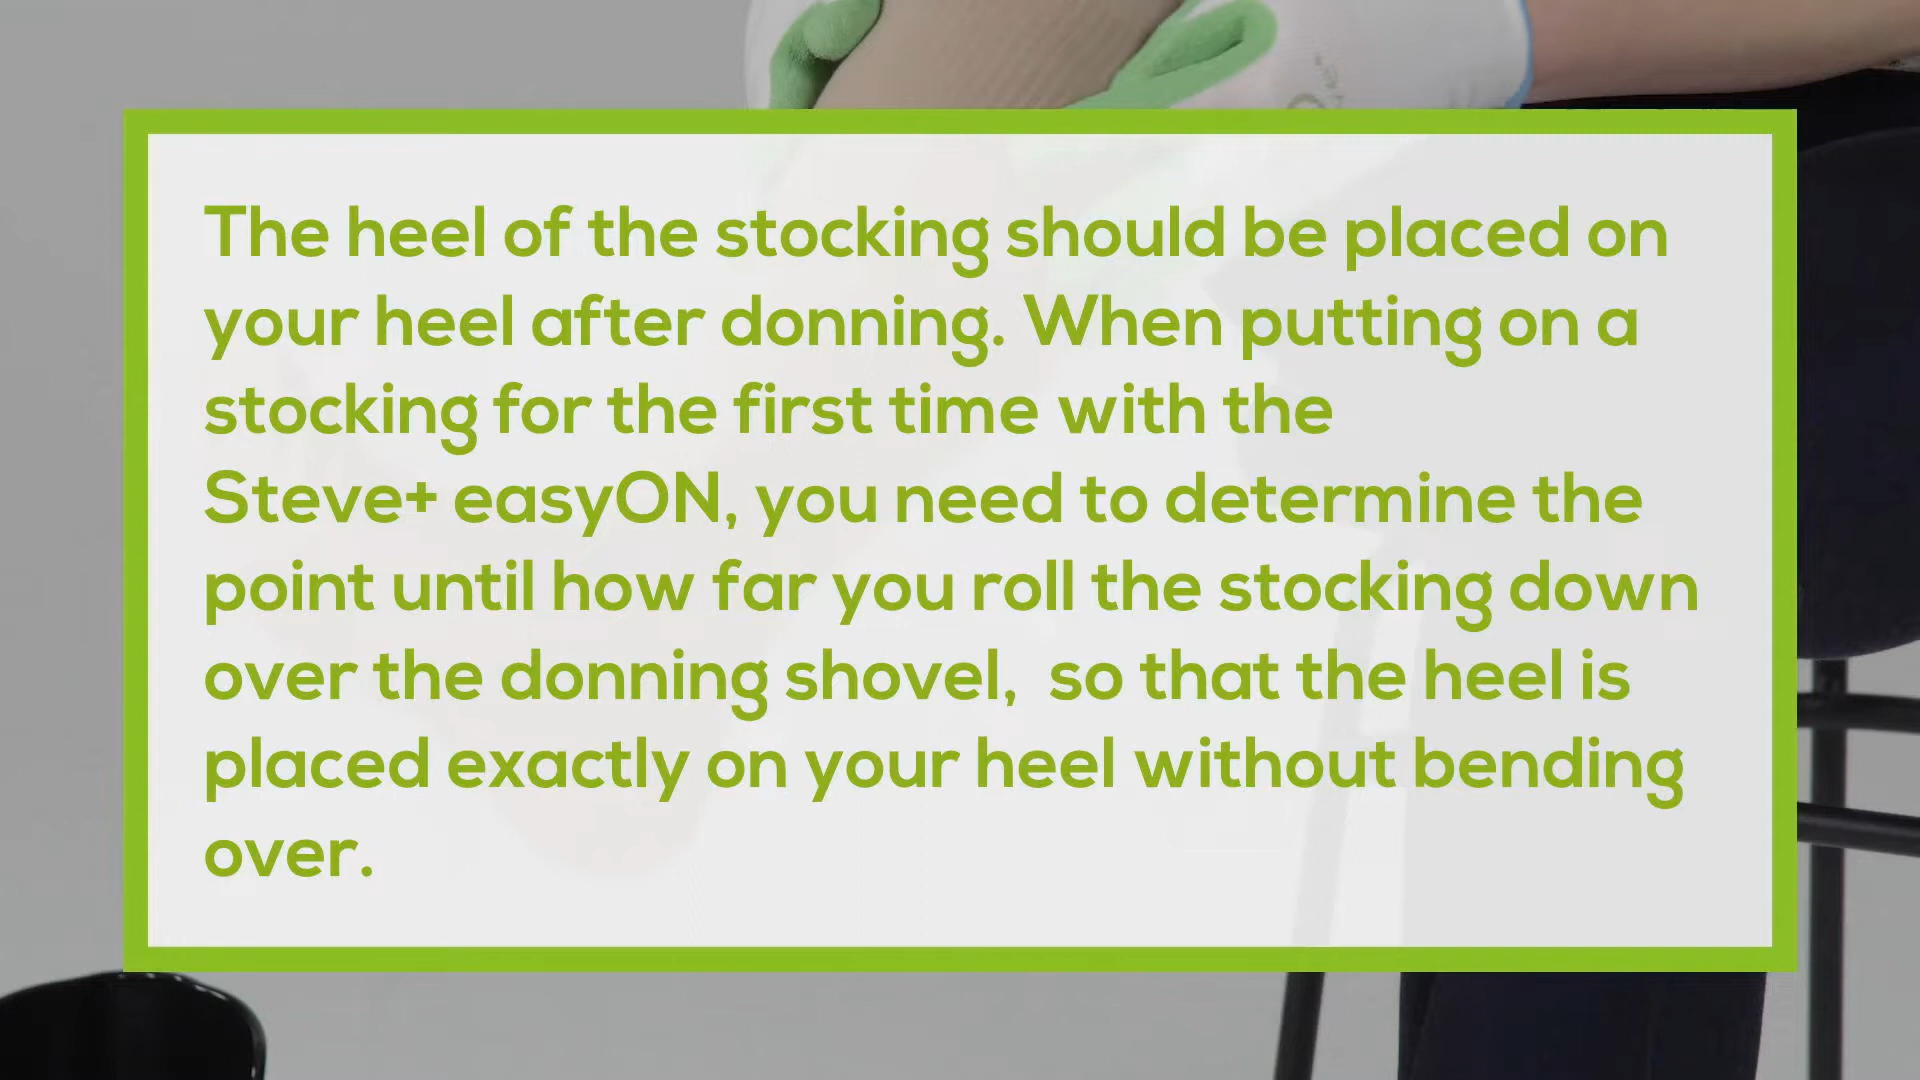 The heel of the stocking should be placed on
your heel after donning. When putting on a
stocking for the first time with the
Steve+ easyON, you need to determine the
point until how far you roll the stocking down
over the donning shovel,  so that the heel is
placed exactly on your heel without bending
over.